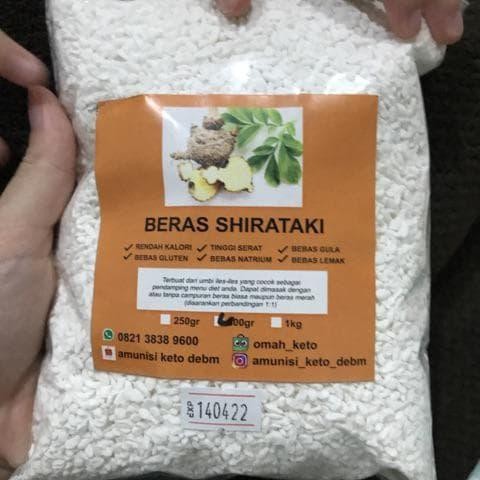 BERAS SHIRATAKI
✓ RENDAH KALORI ✓ TINGGI SERAT ✓ BEBAS GULA
✓ BEBAS GLUTEN ✓ BEBAS NATRIUM ✓ BEBAS LEMAK
Terbuat dari umbi iles-iles yang cocok sebagai
pendamping menu diet anda. Dapat dimasak dengan
atau tanpa campuran beras biasa maupun beras merah
(disarankan perbandingan 1:1)
250gr 500gr 1kg
0821 3838 9600 omah_keto
amunisi keto debm amunisi_keto_debm
EXP 140422